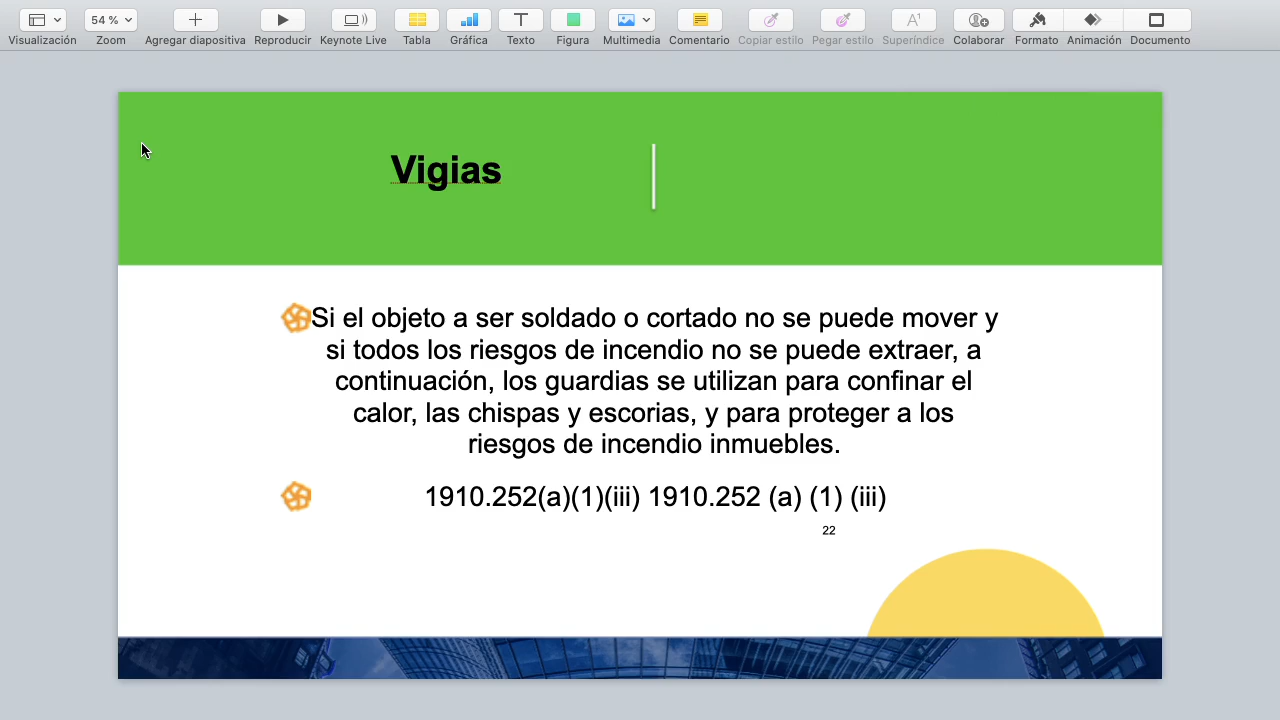 54 %
Visualización Zoom Agregar diapositiva Reproducir Keynote Live Tabla Gráfica Texto Figura Multimedia Comentario Copiar estilo Pegar estilo Superíndice Colaborar Formato Animación Documento
Vigias
Si el objeto a ser soldado o cortado no se puede mover y
si todos los riesgos de incendio no se puede extraer, a
continuación, los guardias se utilizan para confinar el
calor, las chispas y escorias, y para proteger a los
riesgos de incendio inmuebles.
1910.252(a)(1)(iii) 1910.252 (a) (1) (iii)
22